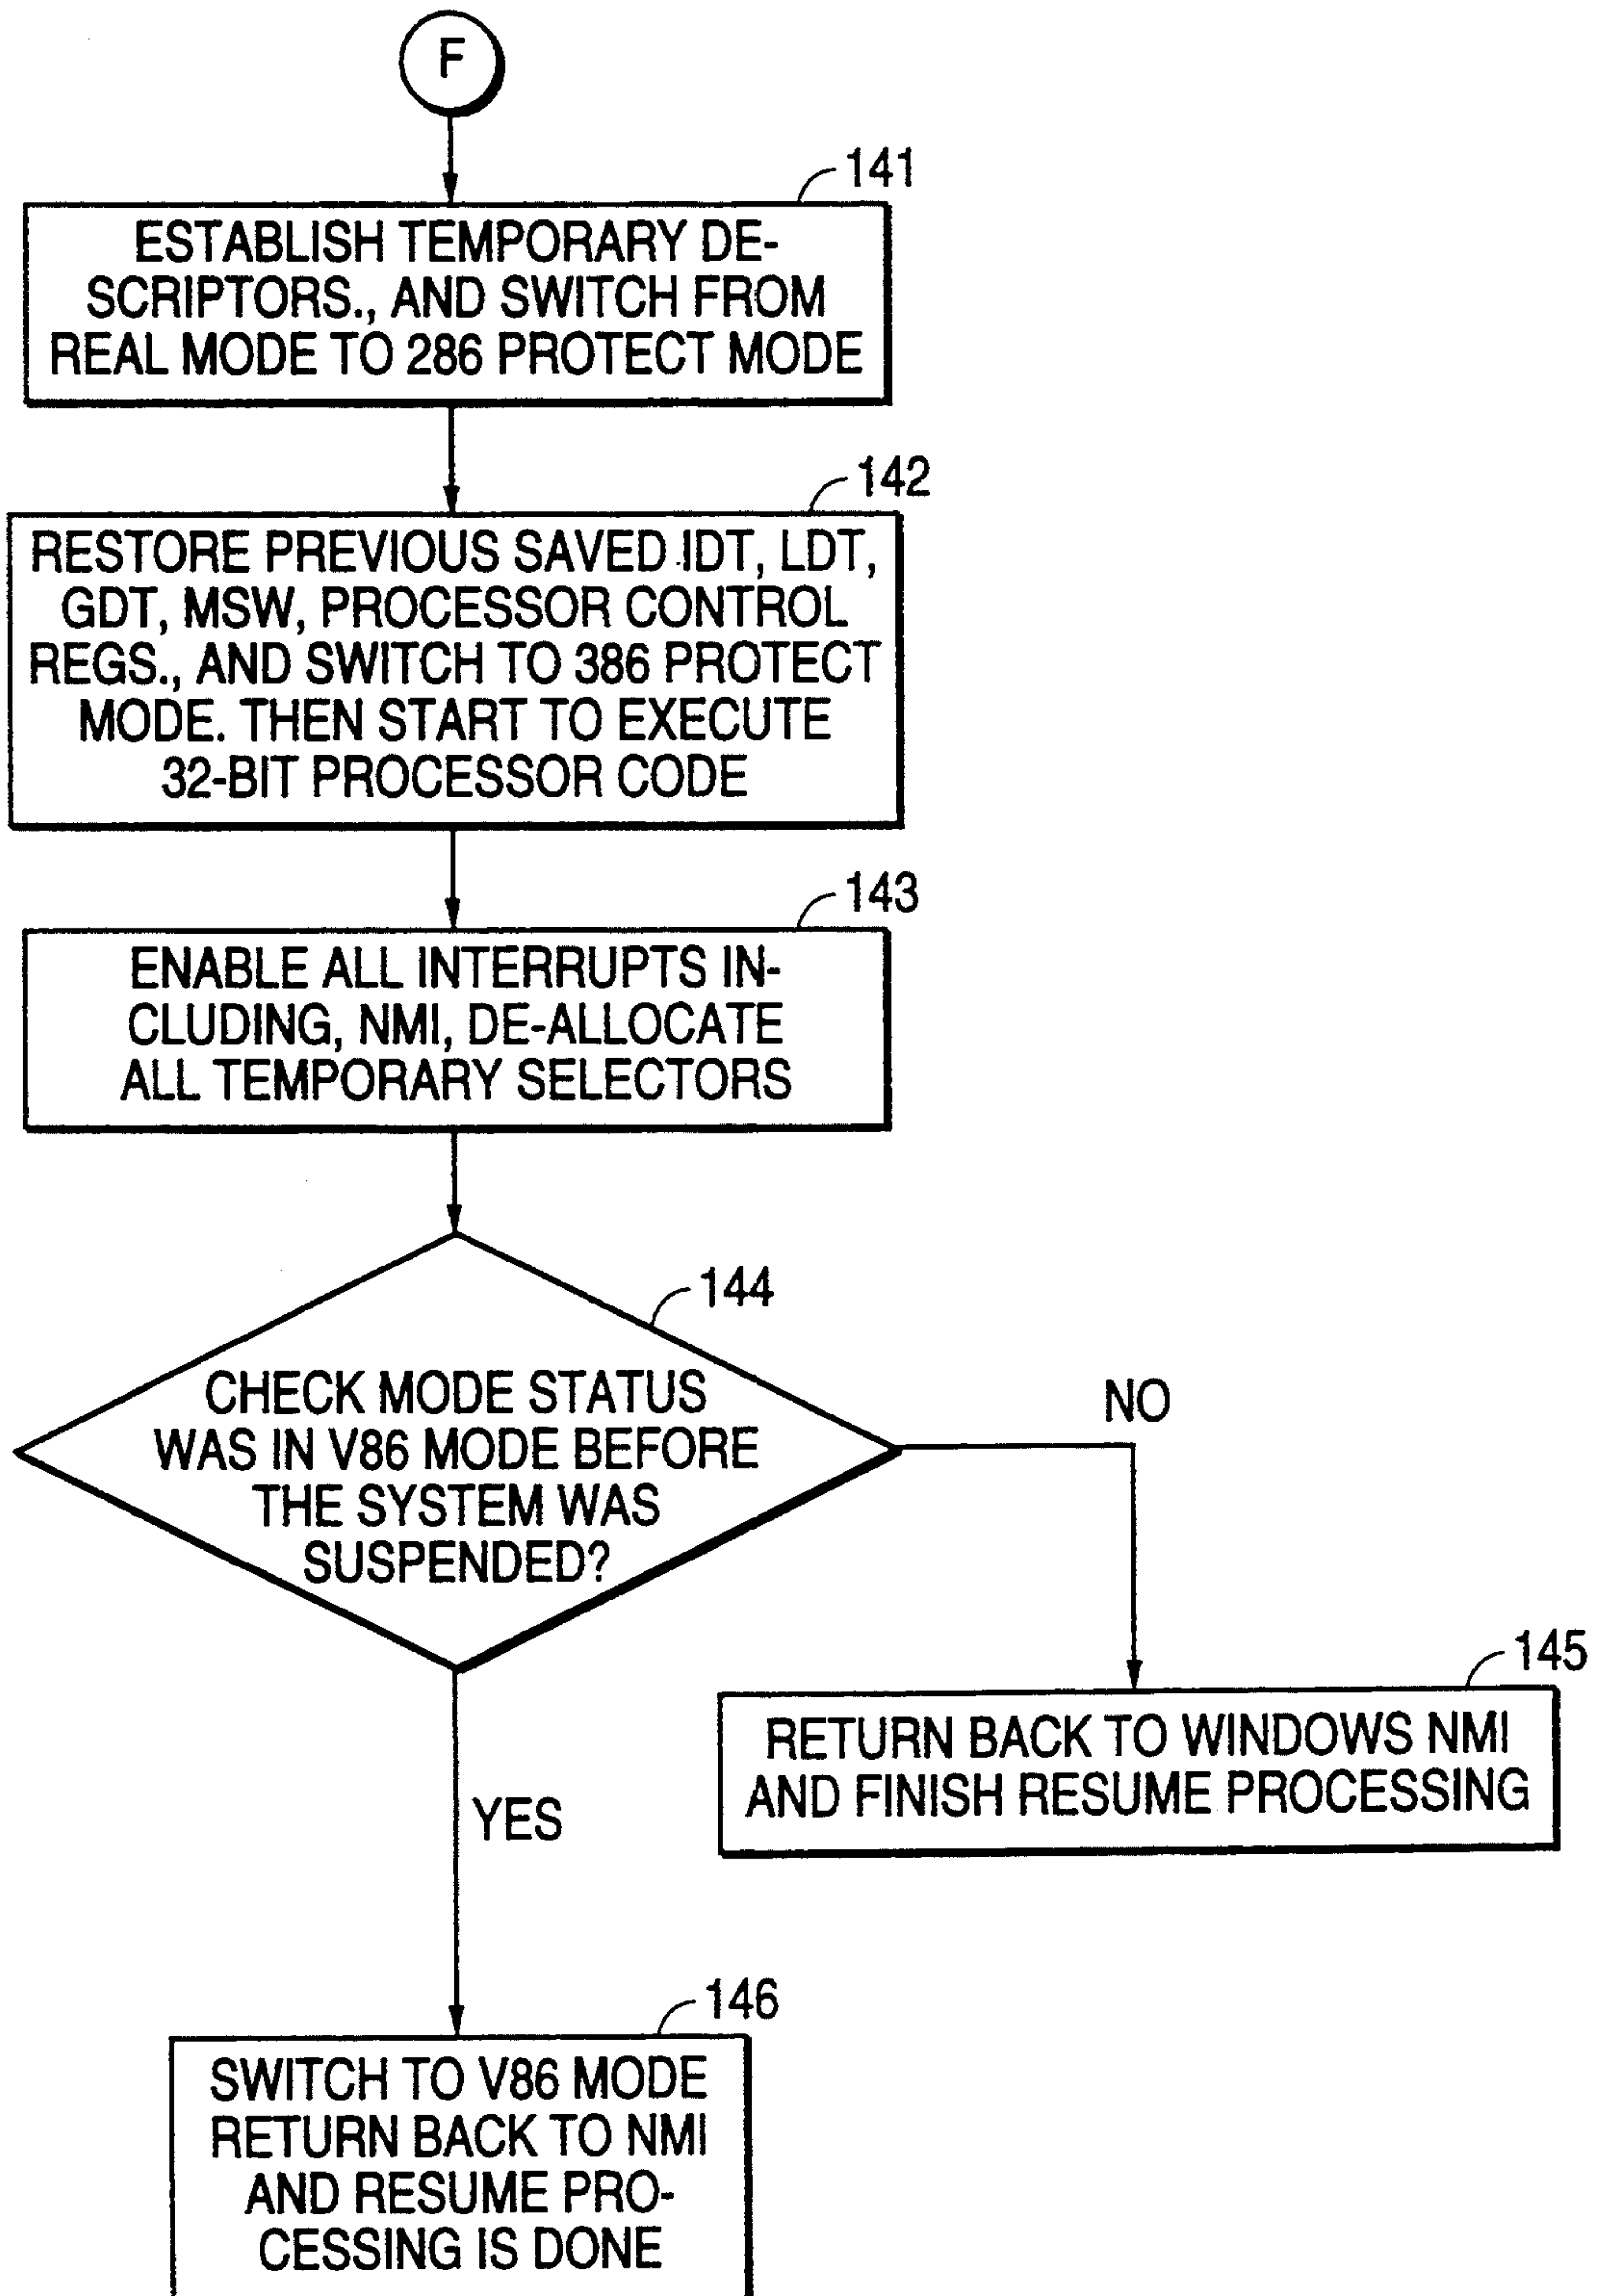 F
141
ESTABLISH TEMPORARY DE-
SCRIPTORS., AND SWITCH FROM
REAL MODE TO 286 PROTECT MODE
142
RESTORE PREVIOUS SAVED IDT, LDT,
GDT, MSW, PROCESSOR CONTROL
REGS., AND SWITCH TO 386 PROTECT
MODE. THEN START TO EXECUTE
32-BIT PROCESSOR CODE
143
ENABLE ALL INTERRUPTS IN-
CLUDING, NMI, DE-ALLOCATE
ALL TEMPORARY SELECTORS
144
CHECK MODE STATUS
WAS IN V86 MODE BEFORE
THE SYSTEM WAS
SUSPENDED?
NO
145
RETURN BACK TO WINDOWS NMI
AND FINISH RESUME PROCESSING
YES
146
SWITCH TO V86 MODE
RETURN BACK TO NMI
AND RESUME PRO-
CESSING IS DONE